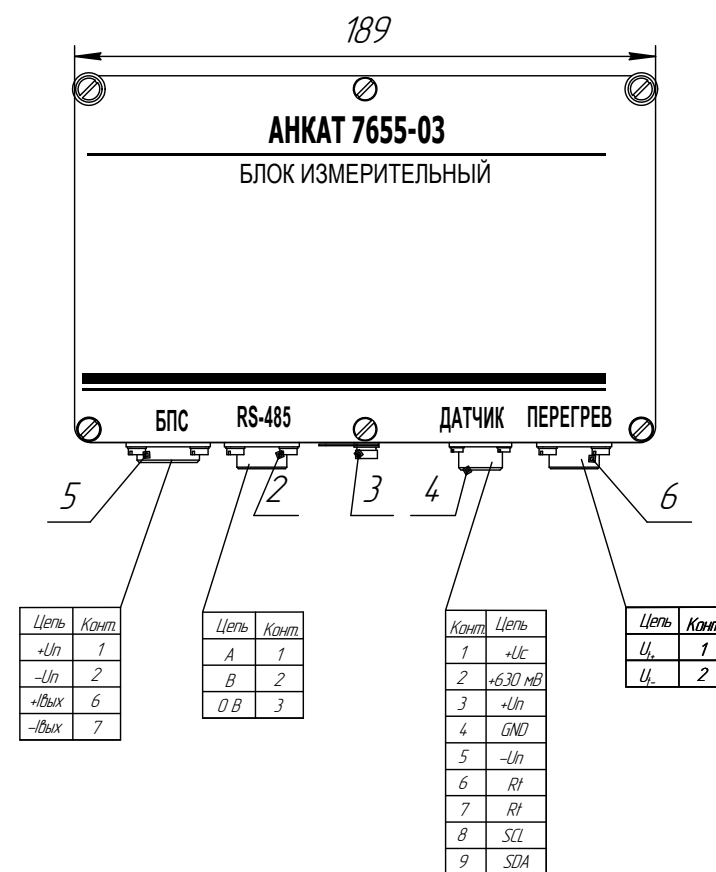 189
АНКАТ 7655-03
БЛОК ИЗМЕРИТЕЛЬНЫЙ
БПС RS-485 ДАТЧИК ПЕРЕГРЕВ
5 2 3 4 6
Цепь Конт.
+Uп 1
–Uп 2
+Iвых 6
–Iвых 7
Цепь Конт.
A 1
B 2
0 В 3
Конт. Цепь
1 +Uс
2 +630 мВ
3 +Uп
4 GND
5 –Uп
6 Rt
7 Rt
8 SCL
9 SDA
Цепь Конт.
1
2